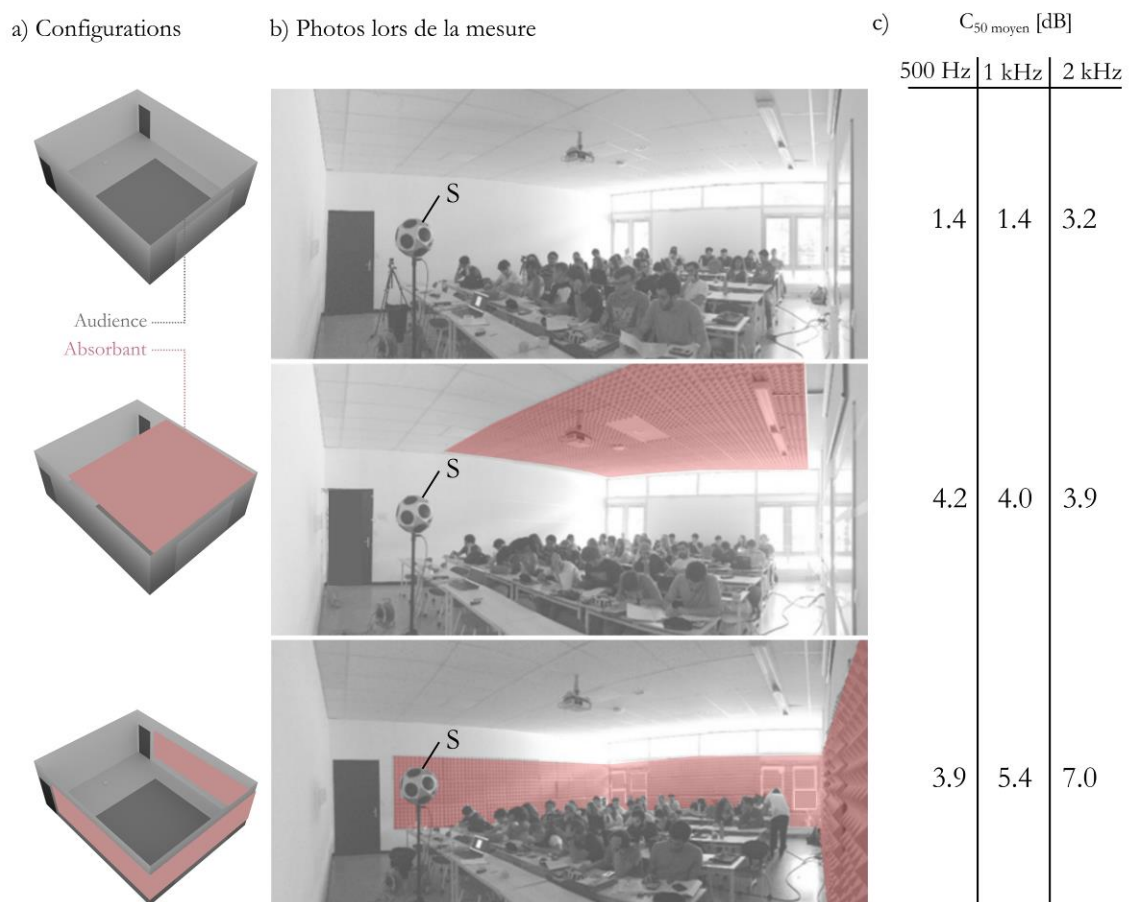 a) Configurations
b) Photos lors de la mesure
c)
C50 moyen [dB]
500 Hz 1 kHz 2 kHz
S
1.4 1.4 3.2
Audience
Absorbant
S
4.2 4.0 3.9
S
3.9 5.4 7.0